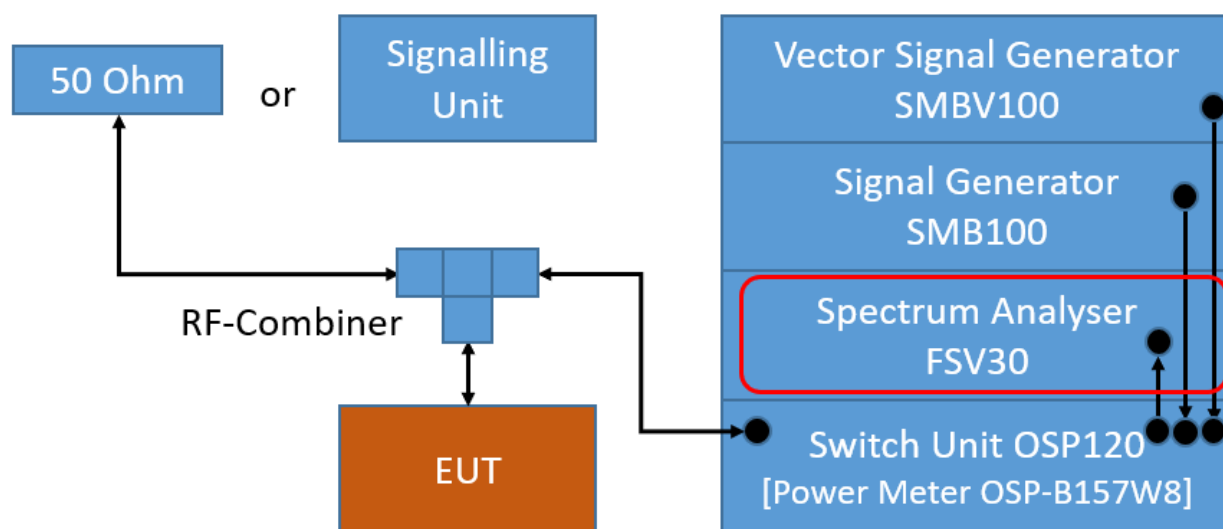 50 Ohm
or
Signalling
Unit
Vector Signal Generator
SMBV100
Signal Generator
SMB100
RF-Combiner
Spectrum Analyser
FSV30
EUT
Switch Unit OSP120
[Power Meter OSP-B157W8]